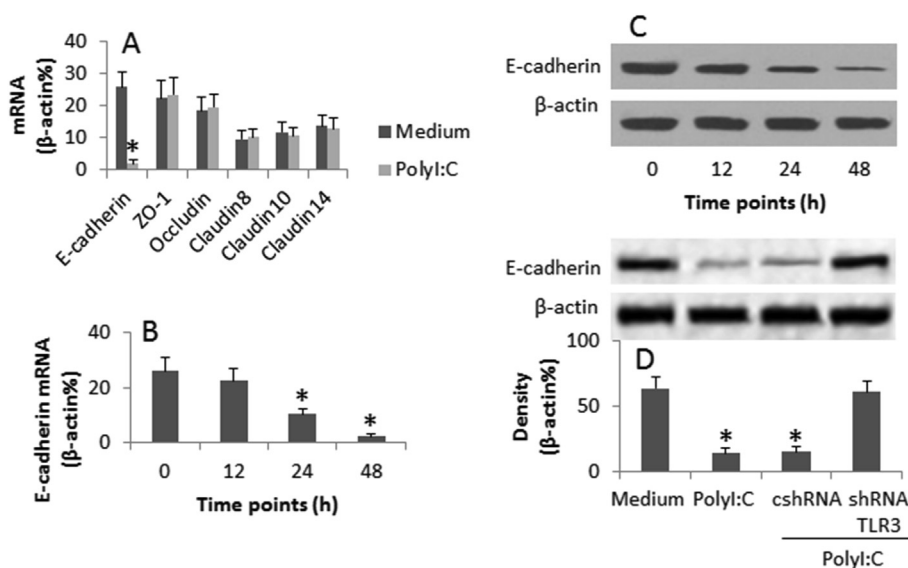 A
mRNA
(β-actin%)
40
30
20
10
0
*
E-cadherin
ZO-1
Occludin
Claudin8
Claudin10
Claudin14
Medium
PolyI:C
B
E-cadherin mRNA
(β-actin%)
40
20
0
*
*
0 12 24 48
Time points (h)
C
E-cadherin
β-actin
0 12 24 48
Time points (h)
E-cadherin
β-actin
D
Density
(β-actin%)
100
50
0
*
*
Medium PolyI:C cshRNA shRNA
TLR3
PolyI:C